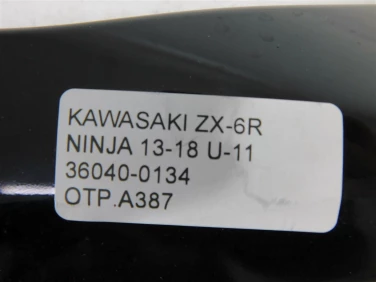 KAWASAKI ZX-6R
NINJA 13-18 U-11
36040-0134
OTP.A387